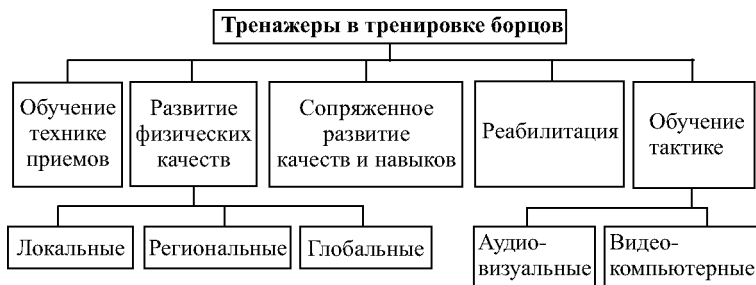 Тренажеры в тренировке борцов
Обучение
технике
приемов
Развитие
физических
качеств
Сопряженное
развитие
качеств и навыков
Реабилитация
Обучение
тактике
Локальные
Региональные
Глобальные
Аудио-
визуальные
Видео-
компьютерные